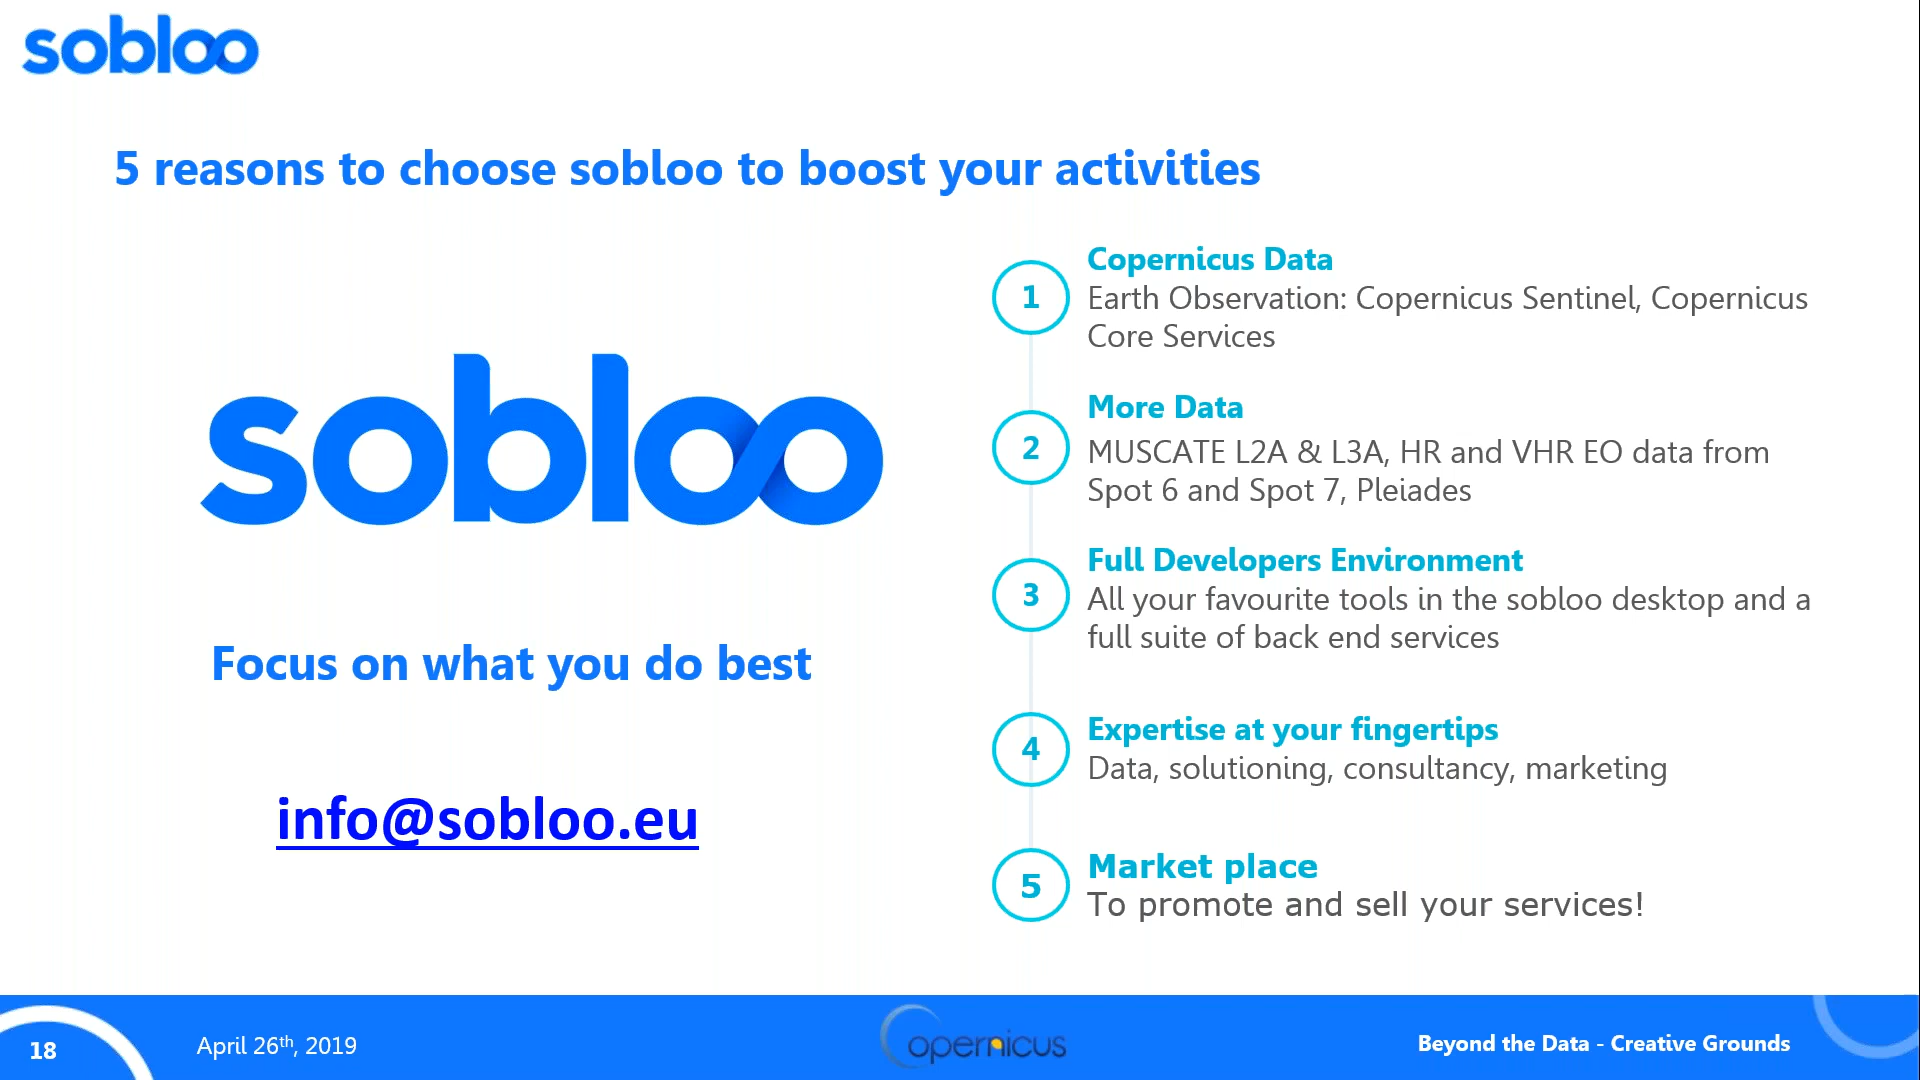 sobloo
5 reasons to choose sobloo to boost your activities
sobloo
Focus on what you do best
info@sobloo.eu
1
Copernicus Data
Earth Observation: Copernicus Sentinel, Copernicus
Core Services
2
More Data
MUSCATE L2A & L3A, HR and VHR EO data from
Spot 6 and Spot 7, Pleiades
3
Full Developers Environment
All your favourite tools in the sobloo desktop and a
full suite of back end services
4
Expertise at your fingertips
Data, solutioning, consultancy, marketing
5
Market place
To promote and sell your services!
18
April 26th, 2019
Copernicus
Beyond the Data - Creative Grounds